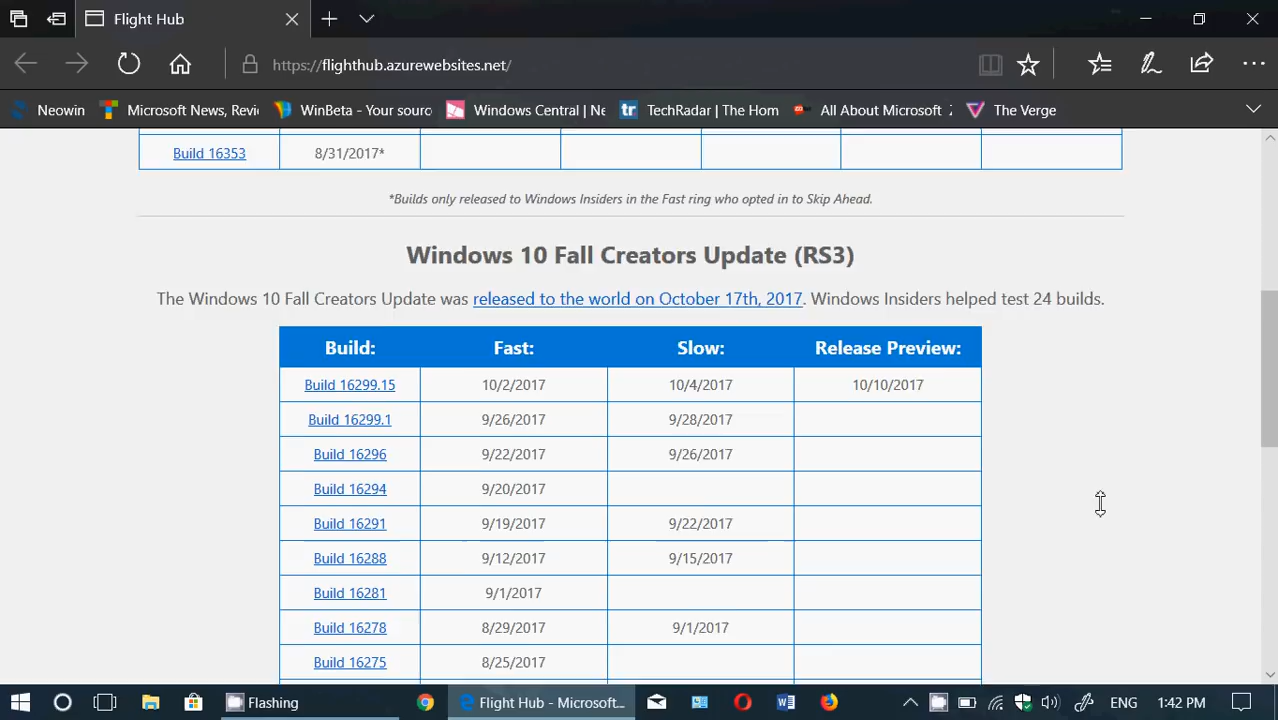 Flight Hub
https://flighthub.azurewebsites.net/
Neowin
Microsoft News, Revi
WinBeta - Your sourc
Windows Central | Ne
tr TechRadar | The Hom
All About Microsoft
The Verge
Build 16353 8/31/2017*
*Builds only released to Windows Insiders in the Fast ring who opted in to Skip Ahead.
Windows 10 Fall Creators Update (RS3)
The Windows 10 Fall Creators Update was released to the world on October 17th, 2017. Windows Insiders helped test 24 builds.
Build: Fast: Slow: Release Preview:
Build 16299.15 10/2/2017 10/4/2017 10/10/2017
Build 16299.1 9/26/2017 9/28/2017
Build 16296 9/22/2017 9/26/2017
Build 16294 9/20/2017
Build 16291 9/19/2017 9/22/2017
Build 16288 9/12/2017 9/15/2017
Build 16281 9/1/2017
Build 16278 8/29/2017 9/1/2017
Build 16275 8/25/2017
Flashing
Flight Hub - Microsoft...
ENG
1:42 PM